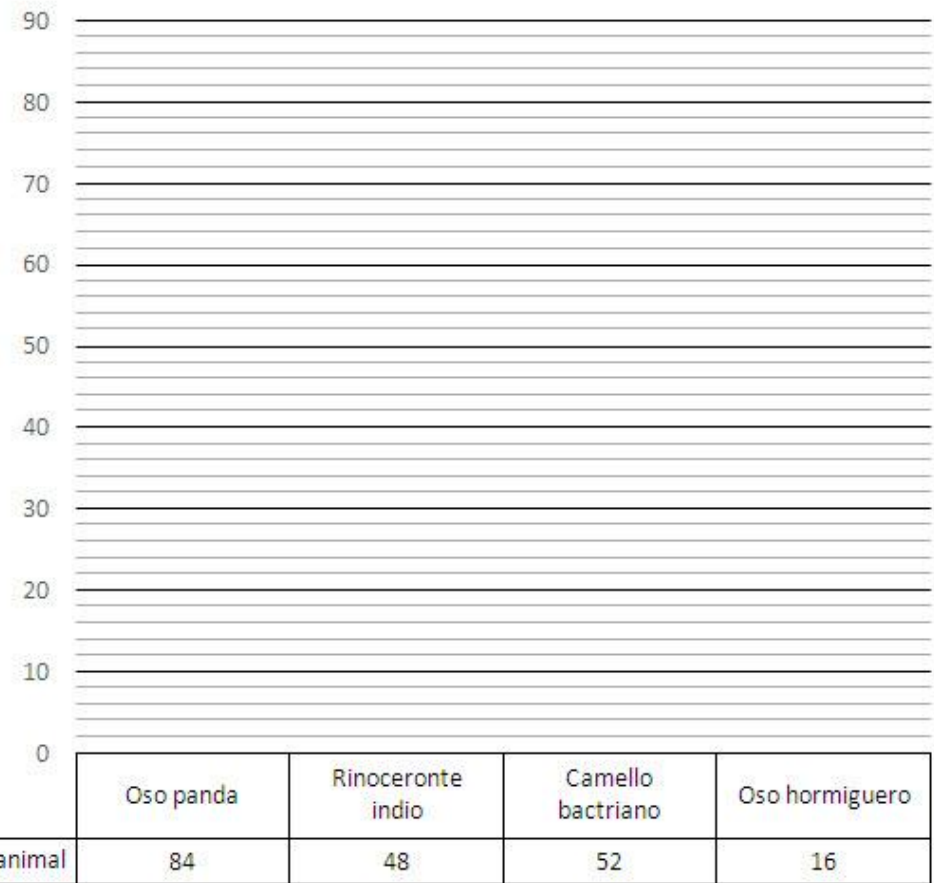 90
80
70
60
50
40
30
20
10
0
Oso panda
Rinoceronte
indio
Camello
bactriano
Oso hormiguero
animal 84 48 52 16